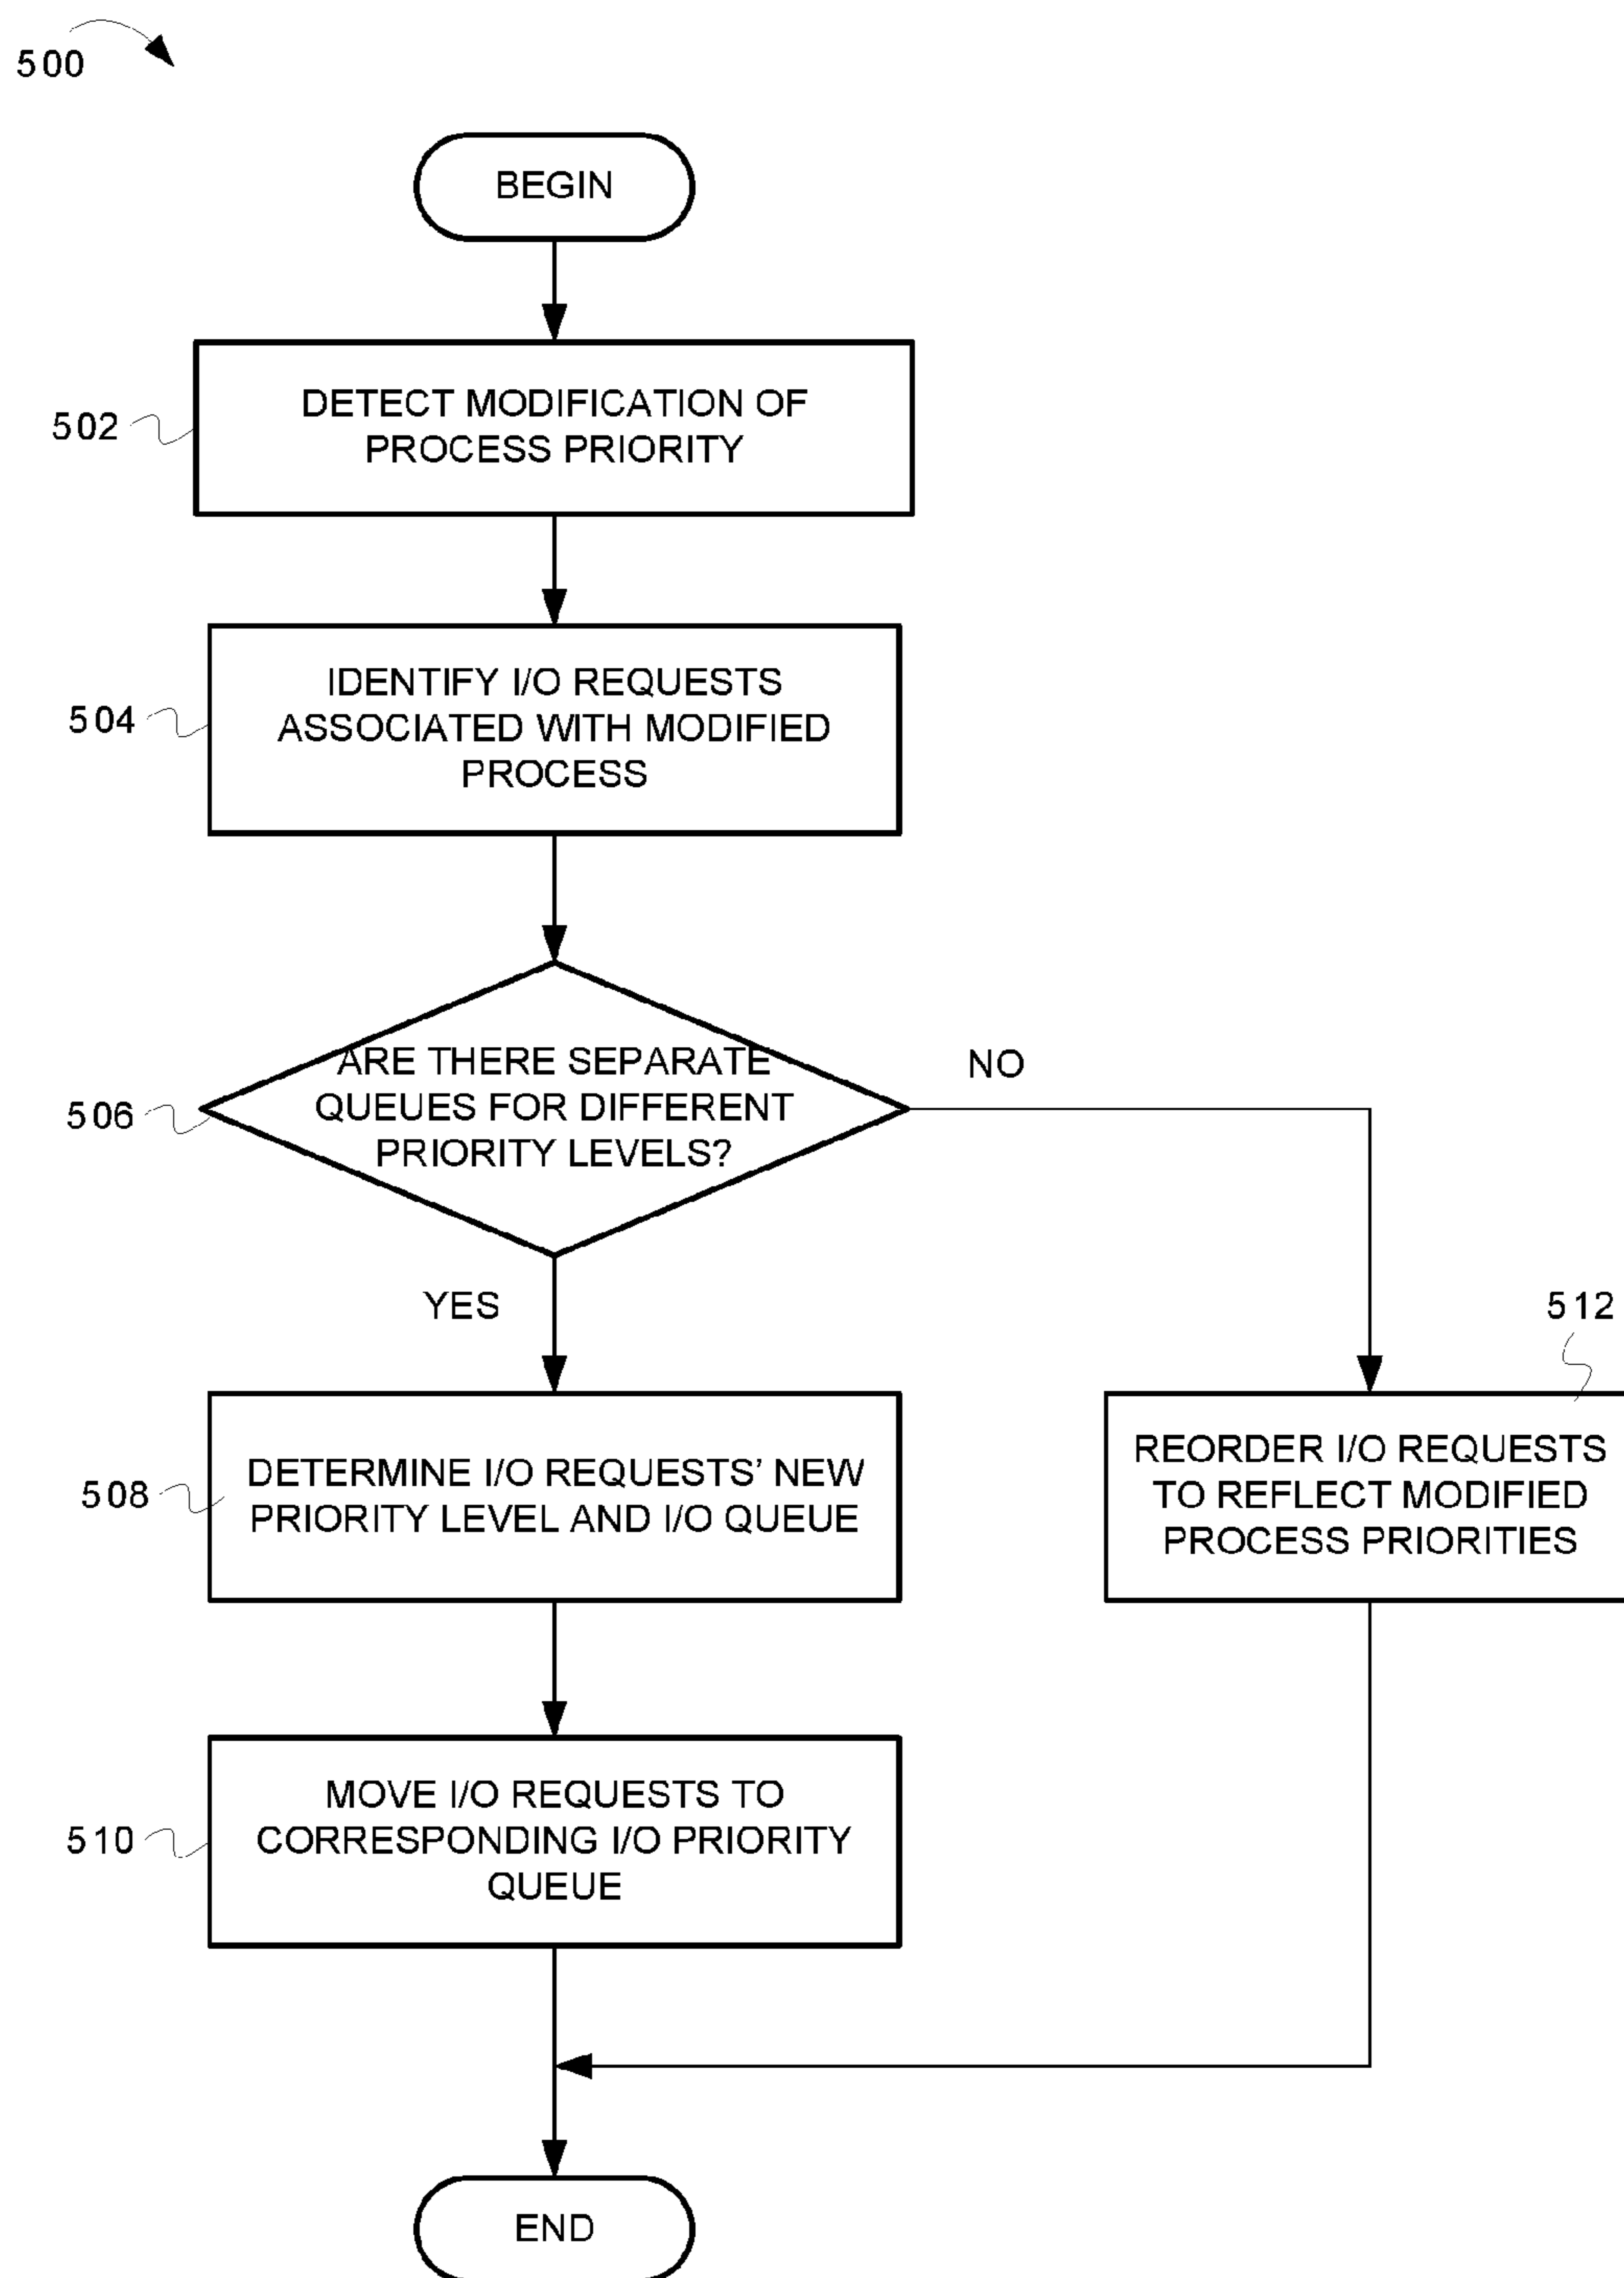 500
BEGIN
502
DETECT MODIFICATION OF
PROCESS PRIORITY
504
IDENTIFY I/O REQUESTS
ASSOCIATED WITH MODIFIED
PROCESS
506
ARE THERE SEPARATE
QUEUES FOR DIFFERENT
PRIORITY LEVELS?
NO
YES
512
508
DETERMINE I/O REQUESTS’ NEW
PRIORITY LEVEL AND I/O QUEUE
REORDER I/O REQUESTS
TO REFLECT MODIFIED
PROCESS PRIORITIES
510
MOVE I/O REQUESTS TO
CORRESPONDING I/O PRIORITY
QUEUE
END